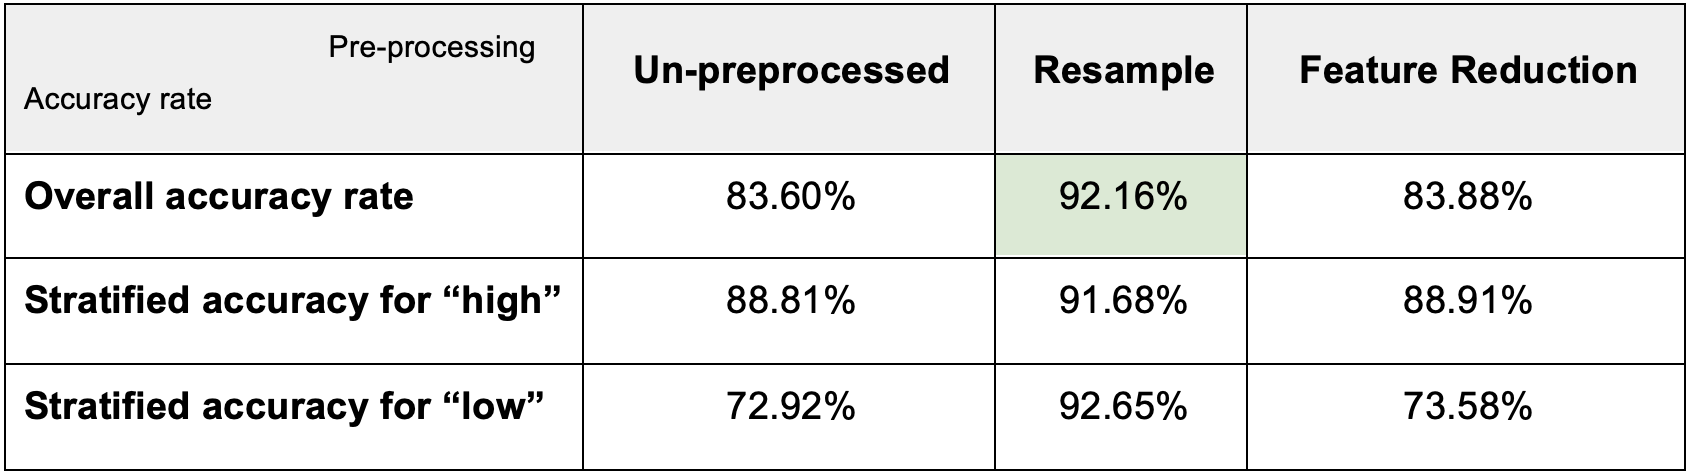 Pre-processing
Accuracy rate
Un-preprocessed
Resample
Feature Reduction
Overall accuracy rate
83.60%
92.16%
83.88%
Stratified accuracy for “high”
88.81%
91.68%
88.91%
Stratified accuracy for “low”
72.92%
92.65%
73.58%